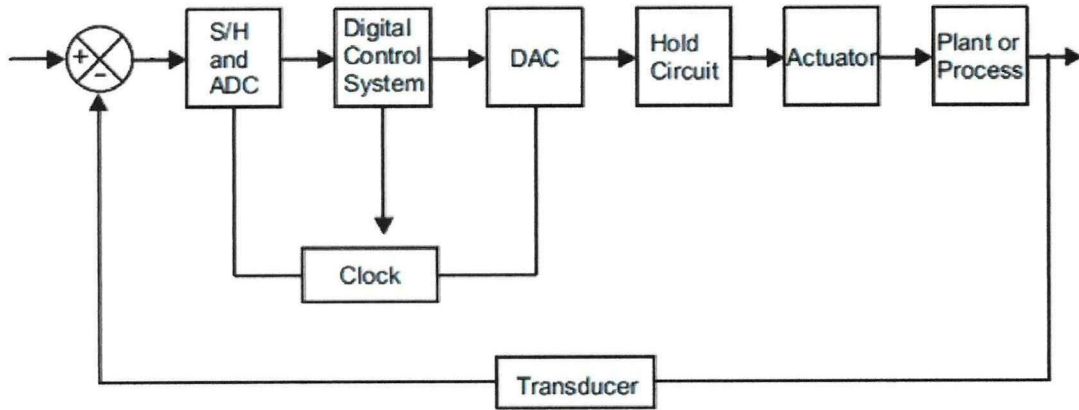 S/H
and
ADC
Digital
Control
System
DAC
Hold
Circuit
Actuator
Plant or
Process
+
-
Clock
Transducer